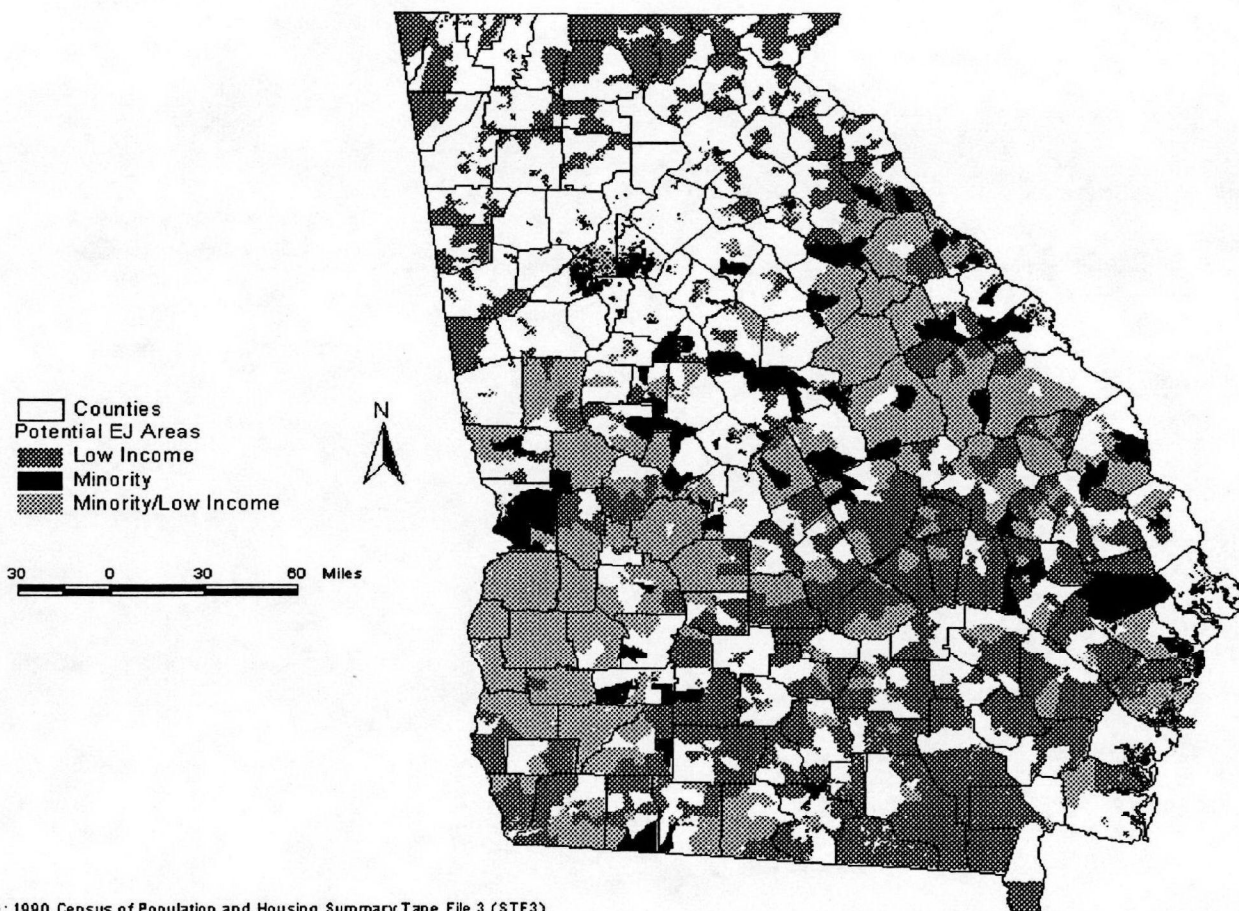 Counties
Potential EJ Areas
Low Income
Minority
Minority/Low Income
N
30 0 30 60 Miles
: 1990 Census of Population and Housing Summary Tape File 3 (STF3)